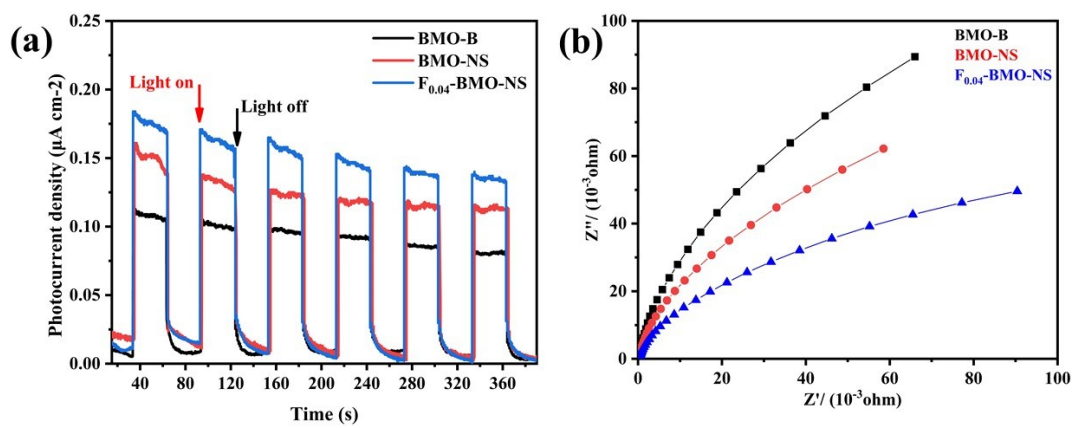 (a)
Photocurrent density (μA cm-2)
0.25
0.20
0.15
0.10
0.05
0.00
BMO-B
BMO-NS
F0.04-BMO-NS
Light on
Light off
40 80 120 160 200 240 280 320 360
Time (s)
(b)
Z''/ (10-3ohm)
100
80
60
40
20
0
BMO-B
BMO-NS
F0.04-BMO-NS
0 20 40 60 80 100
Z'/ (10-3ohm)